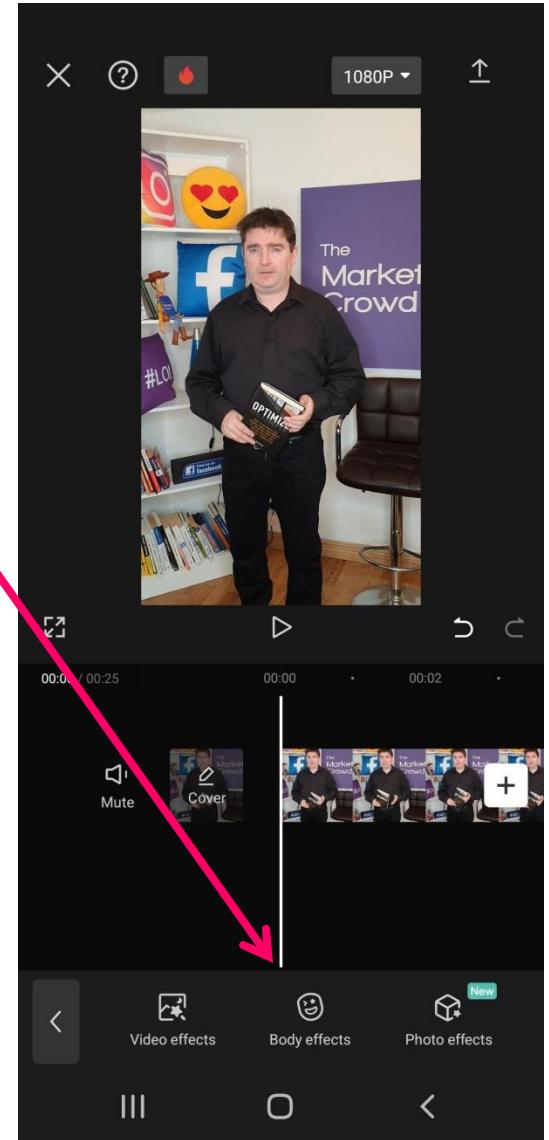 1080P
The
Market
Crowd
#LO
OPTIMI
facebook
00:00 / 00:25
00:00
00:02
Mute
Cover
New
Video effects
Body effects
Photo effects